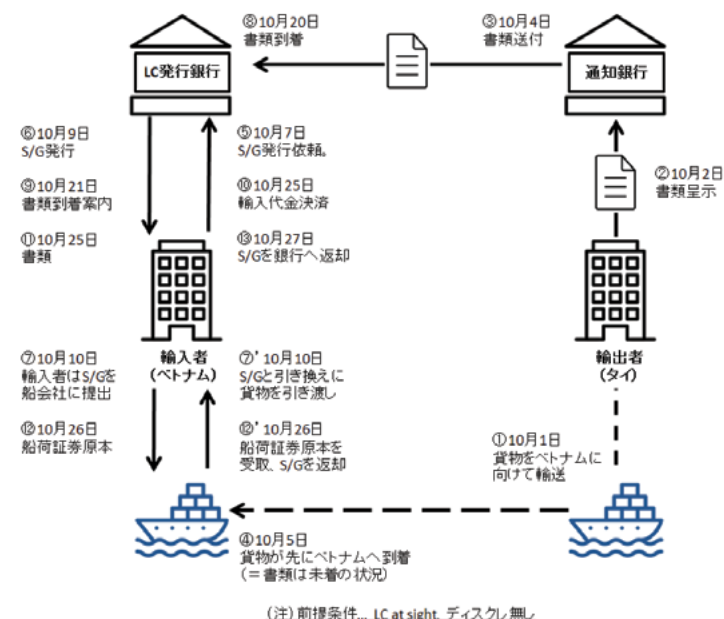 ⑧10月20日
書類到着
③10月4日
書類送付
LC発行銀行
通知銀行
⑥10月9日
S/G発行
⑤10月7日
S/G発行依頼。
②10月2日
書類呈示
⑨10月21日
書類到着案内
⑩10月25日
輸入代金決済
⑪10月25日
書類
⑬10月27日
S/Gを銀行へ返却
輸入者
(ベトナム)
輸出者
(タイ)
⑦10月10日
輸入者はS/Gを
船会社に提出
⑦’10月10日
S/Gと引き換えに
貨物を引き渡し
⑫10月26日
船荷証券原本
⑫’10月26日
船荷証券原本を
受取、S/Gを返却
①10月1日
貨物をベトナムに
向けて輸送
④10月5日
貨物が先にベトナムへ到着
(=書類は未着の状況)
(注)前提条件... LC at sight, ディスクレ無し